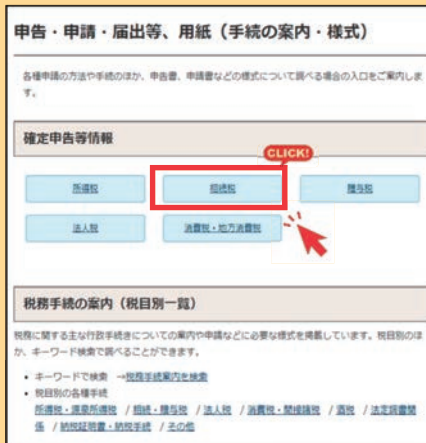 申告・申請・届出等、用紙(手続の案内・様式)
各種申請の方法や手続のほか、申告書、申請書などの様式について調べる場合の入口をご案内しま
す。
確定申告等情報
CLICK!
所得税
相続税
贈与税
法人税
消費税・地方消費税
税務手続の案内(税目別一覧)
税務に関する主な行政手続きについての案内や申請などに必要な様式を掲載しています。税目別のほ
か、キーワード検索で調べることができます。
• キーワードで検索 →税務手続案内を検索
• 税目別の各種手続
所得税・源泉所得税 / 相続・贈与税 / 法人税 / 消費税・間接諸税 / 酒税 / 法定調書関
係 / 納税証明書・納税手続 / その他